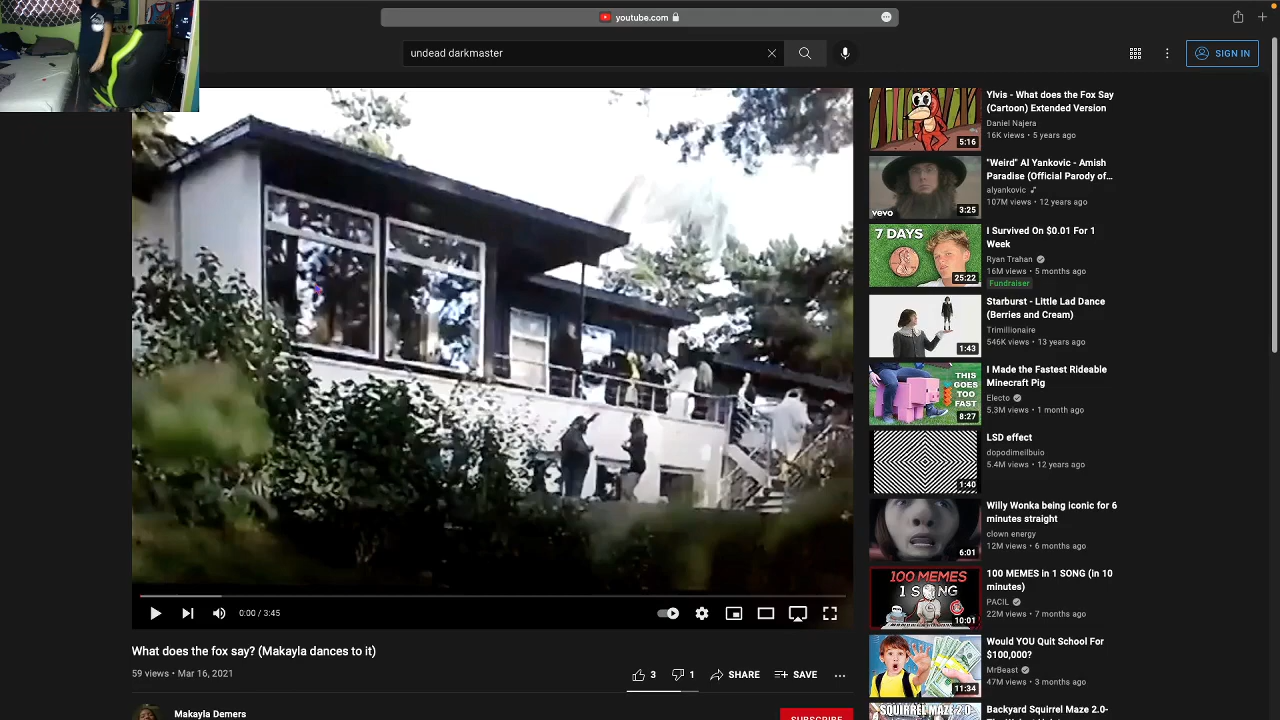 youtube.com
undead darkmaster
SIGN IN
Ylvis - What does the Fox Say
(Cartoon) Extended Version
Daniel Najera
16K views • 5 years ago
5:16
"Weird" Al Yankovic - Amish
Paradise (Official Parody of…
alyankovic
107M views • 12 years ago
vevo
3:25
7 DAYS
I Survived On $0.01 For 1
Week
Ryan Trahan
16M views • 5 months ago
Fundraiser
25:22
Starburst - Little Lad Dance
(Berries and Cream)
Trimillionaire
546K views • 13 years ago
1:43
THIS
GOES
TOO
FAST
I Made the Fastest Rideable
Minecraft Pig
Electo
5.3M views • 1 month ago
8:27
LSD effect
dopodimeilbuio
5.4M views • 12 years ago
1:40
Willy Wonka being iconic for 6
minutes straight
clown energy
12M views • 6 months ago
6:01
100 MEMES
1 SONG
100 MEMES in 1 SONG (in 10
minutes)
PACIL
22M views • 7 months ago
10:01
Would YOU Quit School For
$100,000?
MrBeast
47M views • 3 months ago
11:34
SQUIRREL MAZE 2.0
Backyard Squirrel Maze 2.0-
0:00 / 3:45
What does the fox say? (Makayla dances to it)
59 views • Mar 16, 2021
3
1
SHARE
SAVE
Makayla Demers
SUBSCRIBE